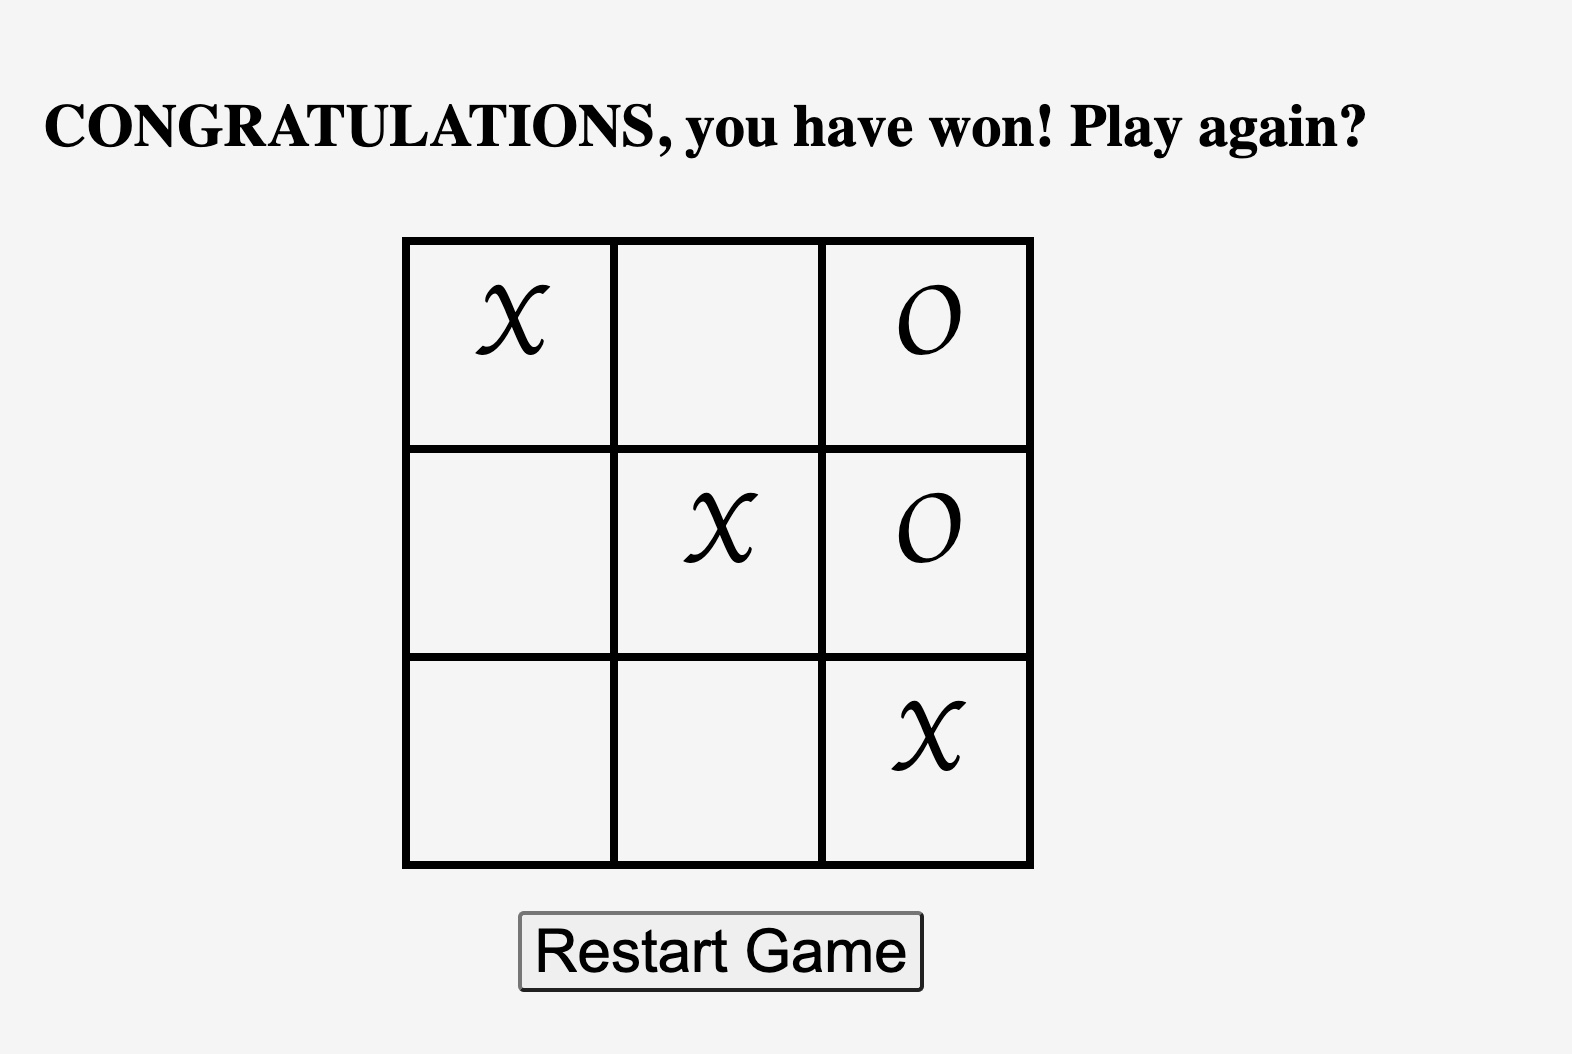 CONGRATULATIONS, you have won! Play again?
X O
X O
X
Restart Game